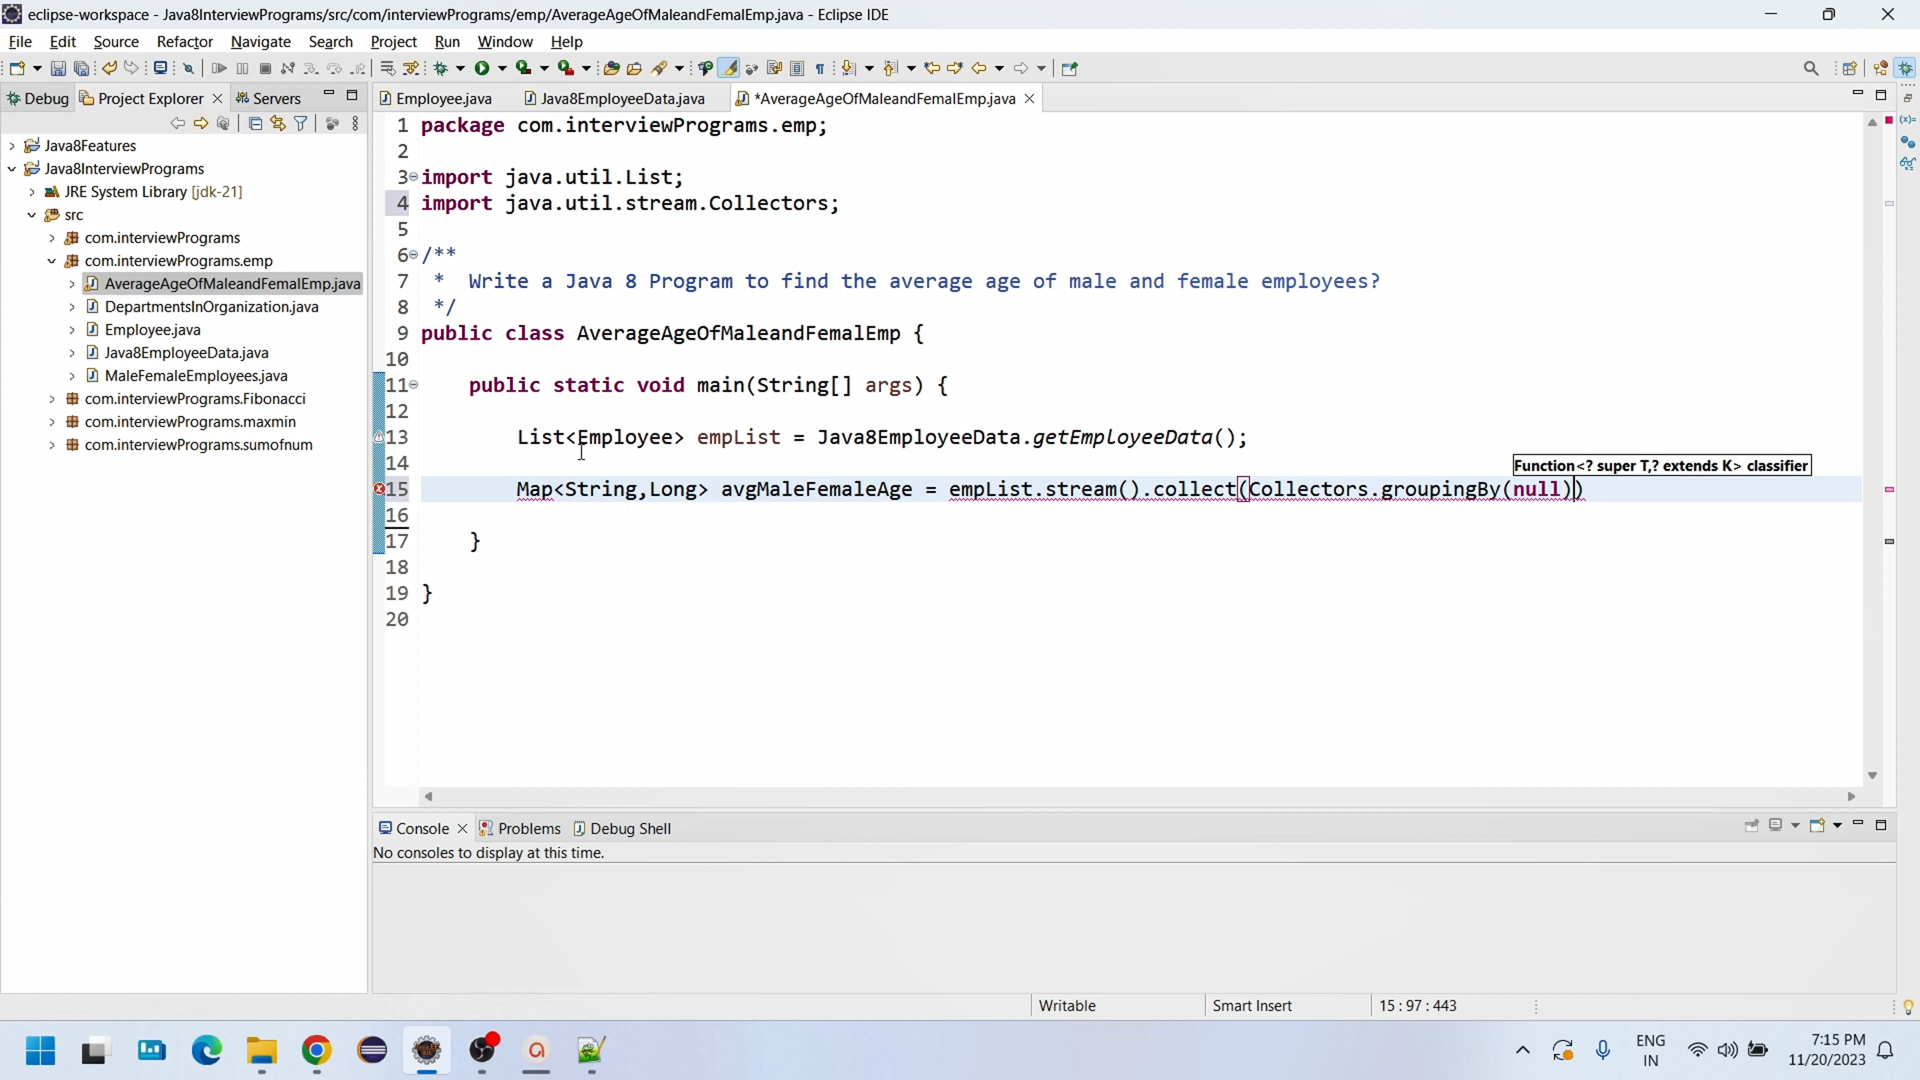 eclipse-workspace - Java8InterviewPrograms/src/com/interviewPrograms/emp/AverageAgeOfMaleandFemalEmp.java - Eclipse IDE
File Edit Source Refactor Navigate Search Project Run Window Help
Debug Project Explorer Servers
Employee.java Java8EmployeeData.java *AverageAgeOfMaleandFemalEmp.java
Java8Features
Java8InterviewPrograms
JRE System Library [jdk-21]
src
com.interviewPrograms
com.interviewPrograms.emp
AverageAgeOfMaleandFemalEmp.java
DepartmentsInOrganization.java
Employee.java
Java8EmployeeData.java
MaleFemaleEmployees.java
com.interviewPrograms.Fibonacci
com.interviewPrograms.maxmin
com.interviewPrograms.sumofnum
1 package com.interviewPrograms.emp;
2
3 import java.util.List;
4 import java.util.stream.Collectors;
5
6 /**
7 * Write a Java 8 Program to find the average age of male and female employees?
8 */
9 public class AverageAgeOfMaleandFemalEmp {
10
11 public static void main(String[] args) {
12
13 List<Employee> empList = Java8EmployeeData.getEmployeeData();
14
Function<? super T,? extends K> classifier
15 Map<String,Long> avgMaleFemaleAge = empList.stream().collect(Collectors.groupingBy(null))
16
17 }
18
19 }
20
Console Problems Debug Shell
No consoles to display at this time.
Writable Smart Insert 15 : 97 : 443
ENG
IN
7:15 PM
11/20/2023